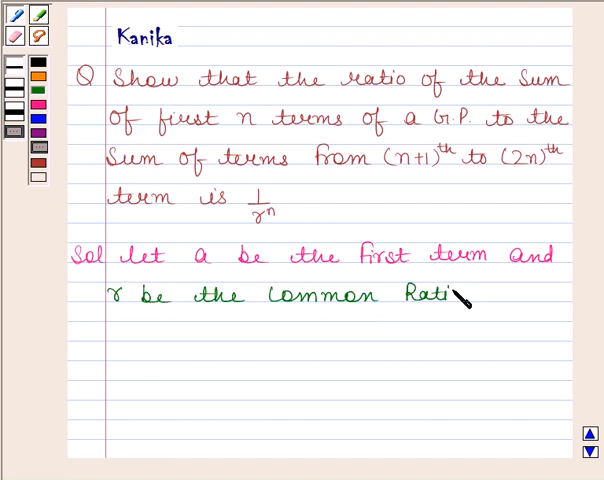 Kanika
Q Show that the ratio of the Sum
of first n terms of a G.P. to the
Sum of terms from (n+1)^th to (2n)^th
term is 1/r^n
Sol let a be the first term and
r be the common Rati